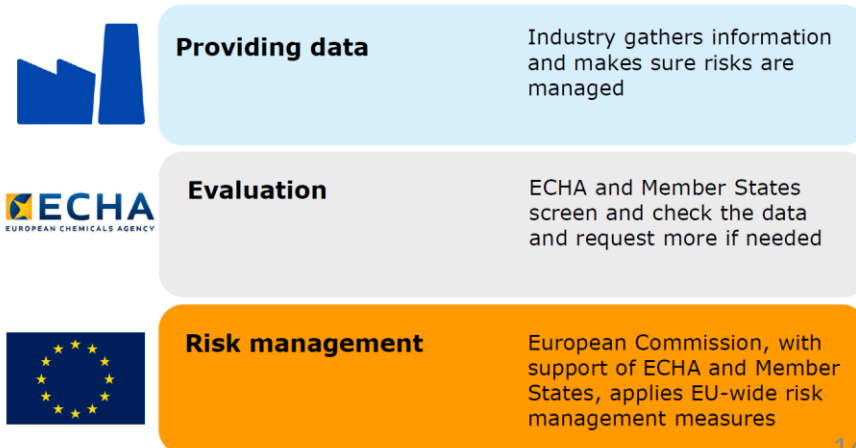 Providing data
Industry gathers information
and makes sure risks are
managed
ECHA
EUROPEAN CHEMICALS AGENCY
Evaluation
ECHA and Member States
screen and check the data
and request more if needed
Risk management
European Commission, with
support of ECHA and Member
States, applies EU-wide risk
management measures